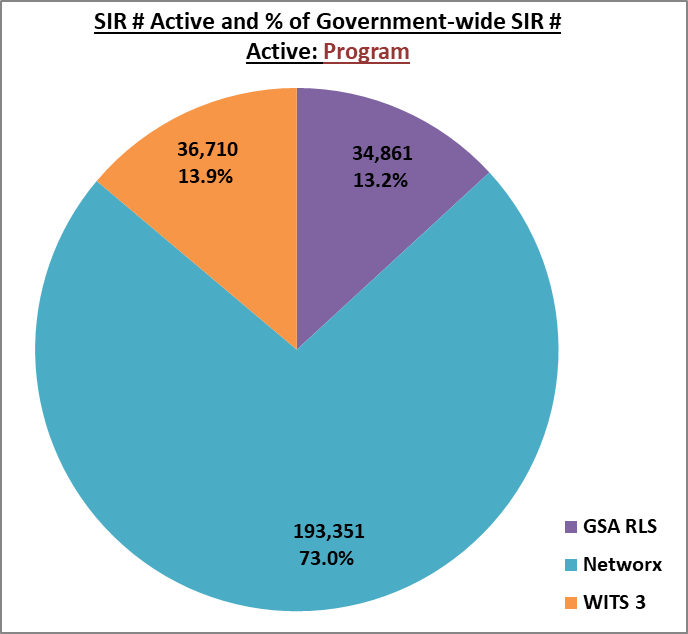 SIR # Active and % of Government-wide SIR #
Active: Program
36,710
13.9%
34,861
13.2%
193,351
73.0%
GSA RLS
Networx
WITS 3